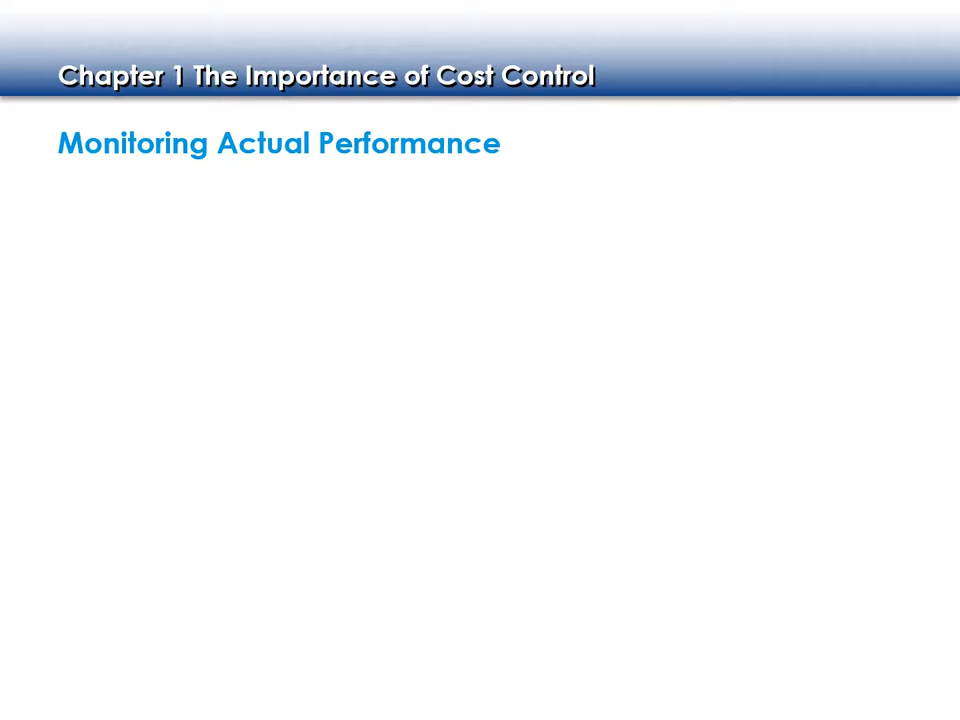 Chapter 1 The Importance of Cost Control
Monitoring Actual Performance